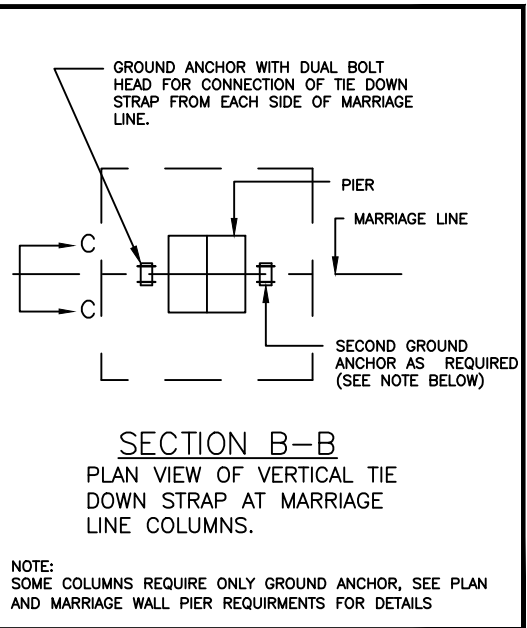 GROUND ANCHOR WITH DUAL BOLT
HEAD FOR CONNECTION OF TIE DOWN
STRAP FROM EACH SIDE OF MARRIAGE
LINE.
PIER
MARRIAGE LINE
C
C
SECOND GROUND
ANCHOR AS REQUIRED
(SEE NOTE BELOW)
SECTION B-B
PLAN VIEW OF VERTICAL TIE
DOWN STRAP AT MARRIAGE
LINE COLUMNS.
NOTE:
SOME COLUMNS REQUIRE ONLY GROUND ANCHOR, SEE PLAN
AND MARRIAGE WALL PIER REQUIRMENTS FOR DETAILS